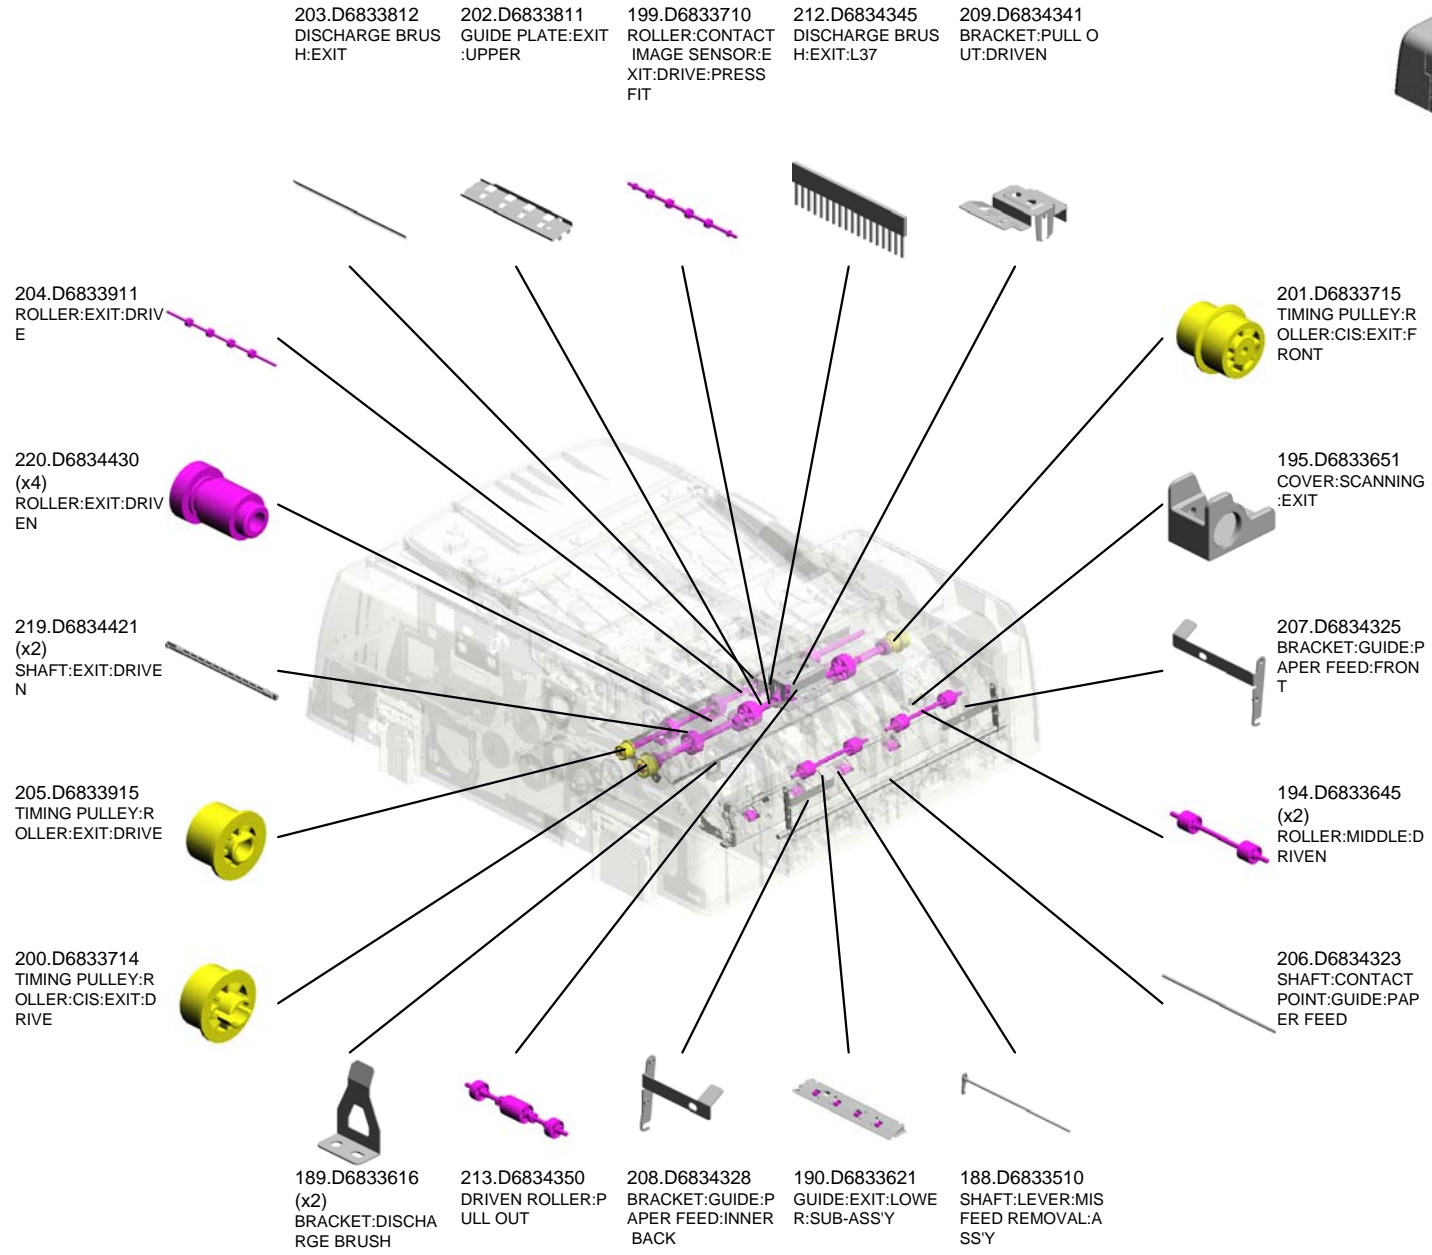 203.D6833812
DISCHARGE BRUS
H:EXIT
202.D6833811
GUIDE PLATE:EXIT
:UPPER
199.D6833710
ROLLER:CONTACT
IMAGE SENSOR:E
XIT:DRIVE:PRESS
FIT
212.D6834345
DISCHARGE BRUS
H:EXIT:L37
209.D6834341
BRACKET:PULL O
UT:DRIVEN
204.D6833911
ROLLER:EXIT:DRIV
E
201.D6833715
TIMING PULLEY:R
OLLER:CIS:EXIT:F
RONT
220.D6834430
(x4)
ROLLER:EXIT:DRIV
EN
195.D6833651
COVER:SCANNING
:EXIT
219.D6834421
(x2)
SHAFT:EXIT:DRIVE
N
207.D6834325
BRACKET:GUIDE:P
APER FEED:FRON
T
205.D6833915
TIMING PULLEY:R
OLLER:EXIT:DRIVE
194.D6833645
(x2)
ROLLER:MIDDLE:D
RIVEN
200.D6833714
TIMING PULLEY:R
OLLER:CIS:EXIT:D
RIVE
206.D6834323
SHAFT:CONTACT
POINT:GUIDE:PAP
ER FEED
189.D6833616
(x2)
BRACKET:DISCHA
RGE BRUSH
213.D6834350
DRIVEN ROLLER:P
ULL OUT
208.D6834328
BRACKET:GUIDE:P
APER FEED:INNER
BACK
190.D6833621
GUIDE:EXIT:LOWE
R:SUB-ASS'Y
188.D6833510
SHAFT:LEVER:MIS
FEED REMOVAL:A
SS'Y